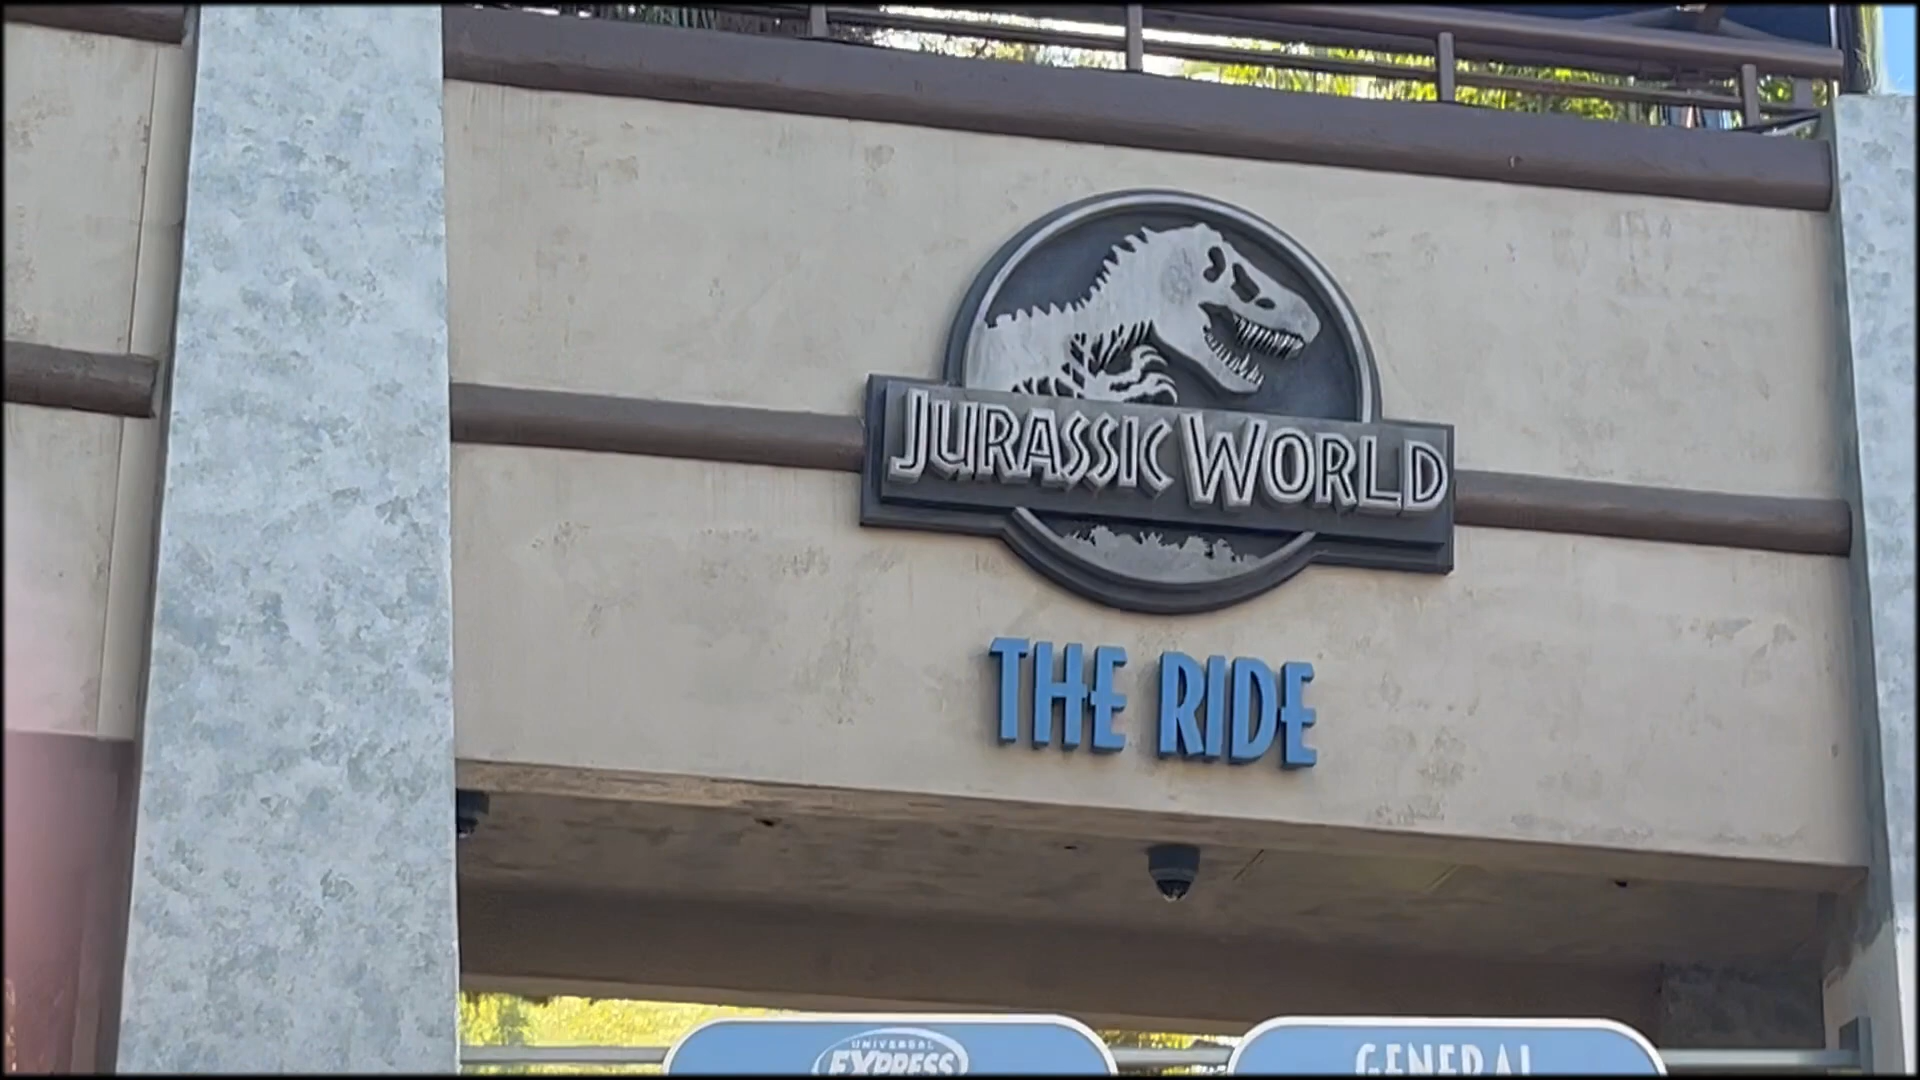 JURASSIC WORLD
THE RIDE
UNIVERSAL
EXPRESS
GENERAL